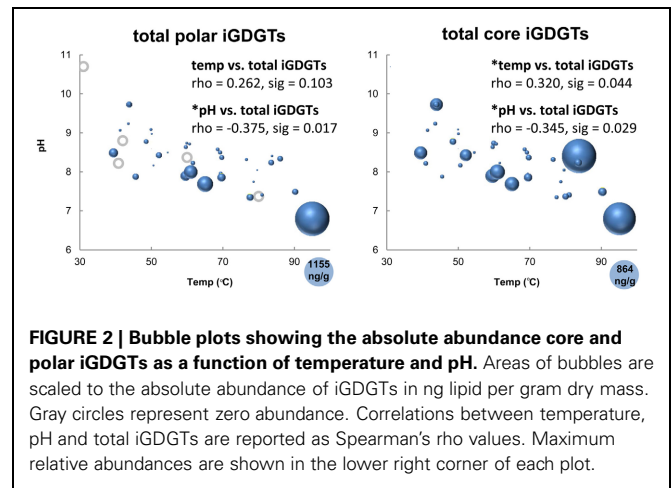 total polar iGDGTs
temp vs. total iGDGTs
rho = 0.262, sig = 0.103
*pH vs. total iGDGTs
rho = -0.375, sig = 0.017
pH
11
10
9
8
7
6
30
50
70
90
Temp (°C)
1155
ng/g
total core iGDGTs
*temp vs. total iGDGTs
rho = 0.320, sig = 0.044
*pH vs. total iGDGTs
rho = -0.345, sig = 0.029
11
10
9
8
7
6
30
50
70
90
Temp (°C)
864
ng/g
FIGURE 2 | Bubble plots showing the absolute abundance core and
polar iGDGTs as a function of temperature and pH. Areas of bubbles are
scaled to the absolute abundance of iGDGTs in ng lipid per gram dry mass.
Gray circles represent zero abundance. Correlations between temperature,
pH and total iGDGTs are reported as Spearman's rho values. Maximum
relative abundances are shown in the lower right corner of each plot.